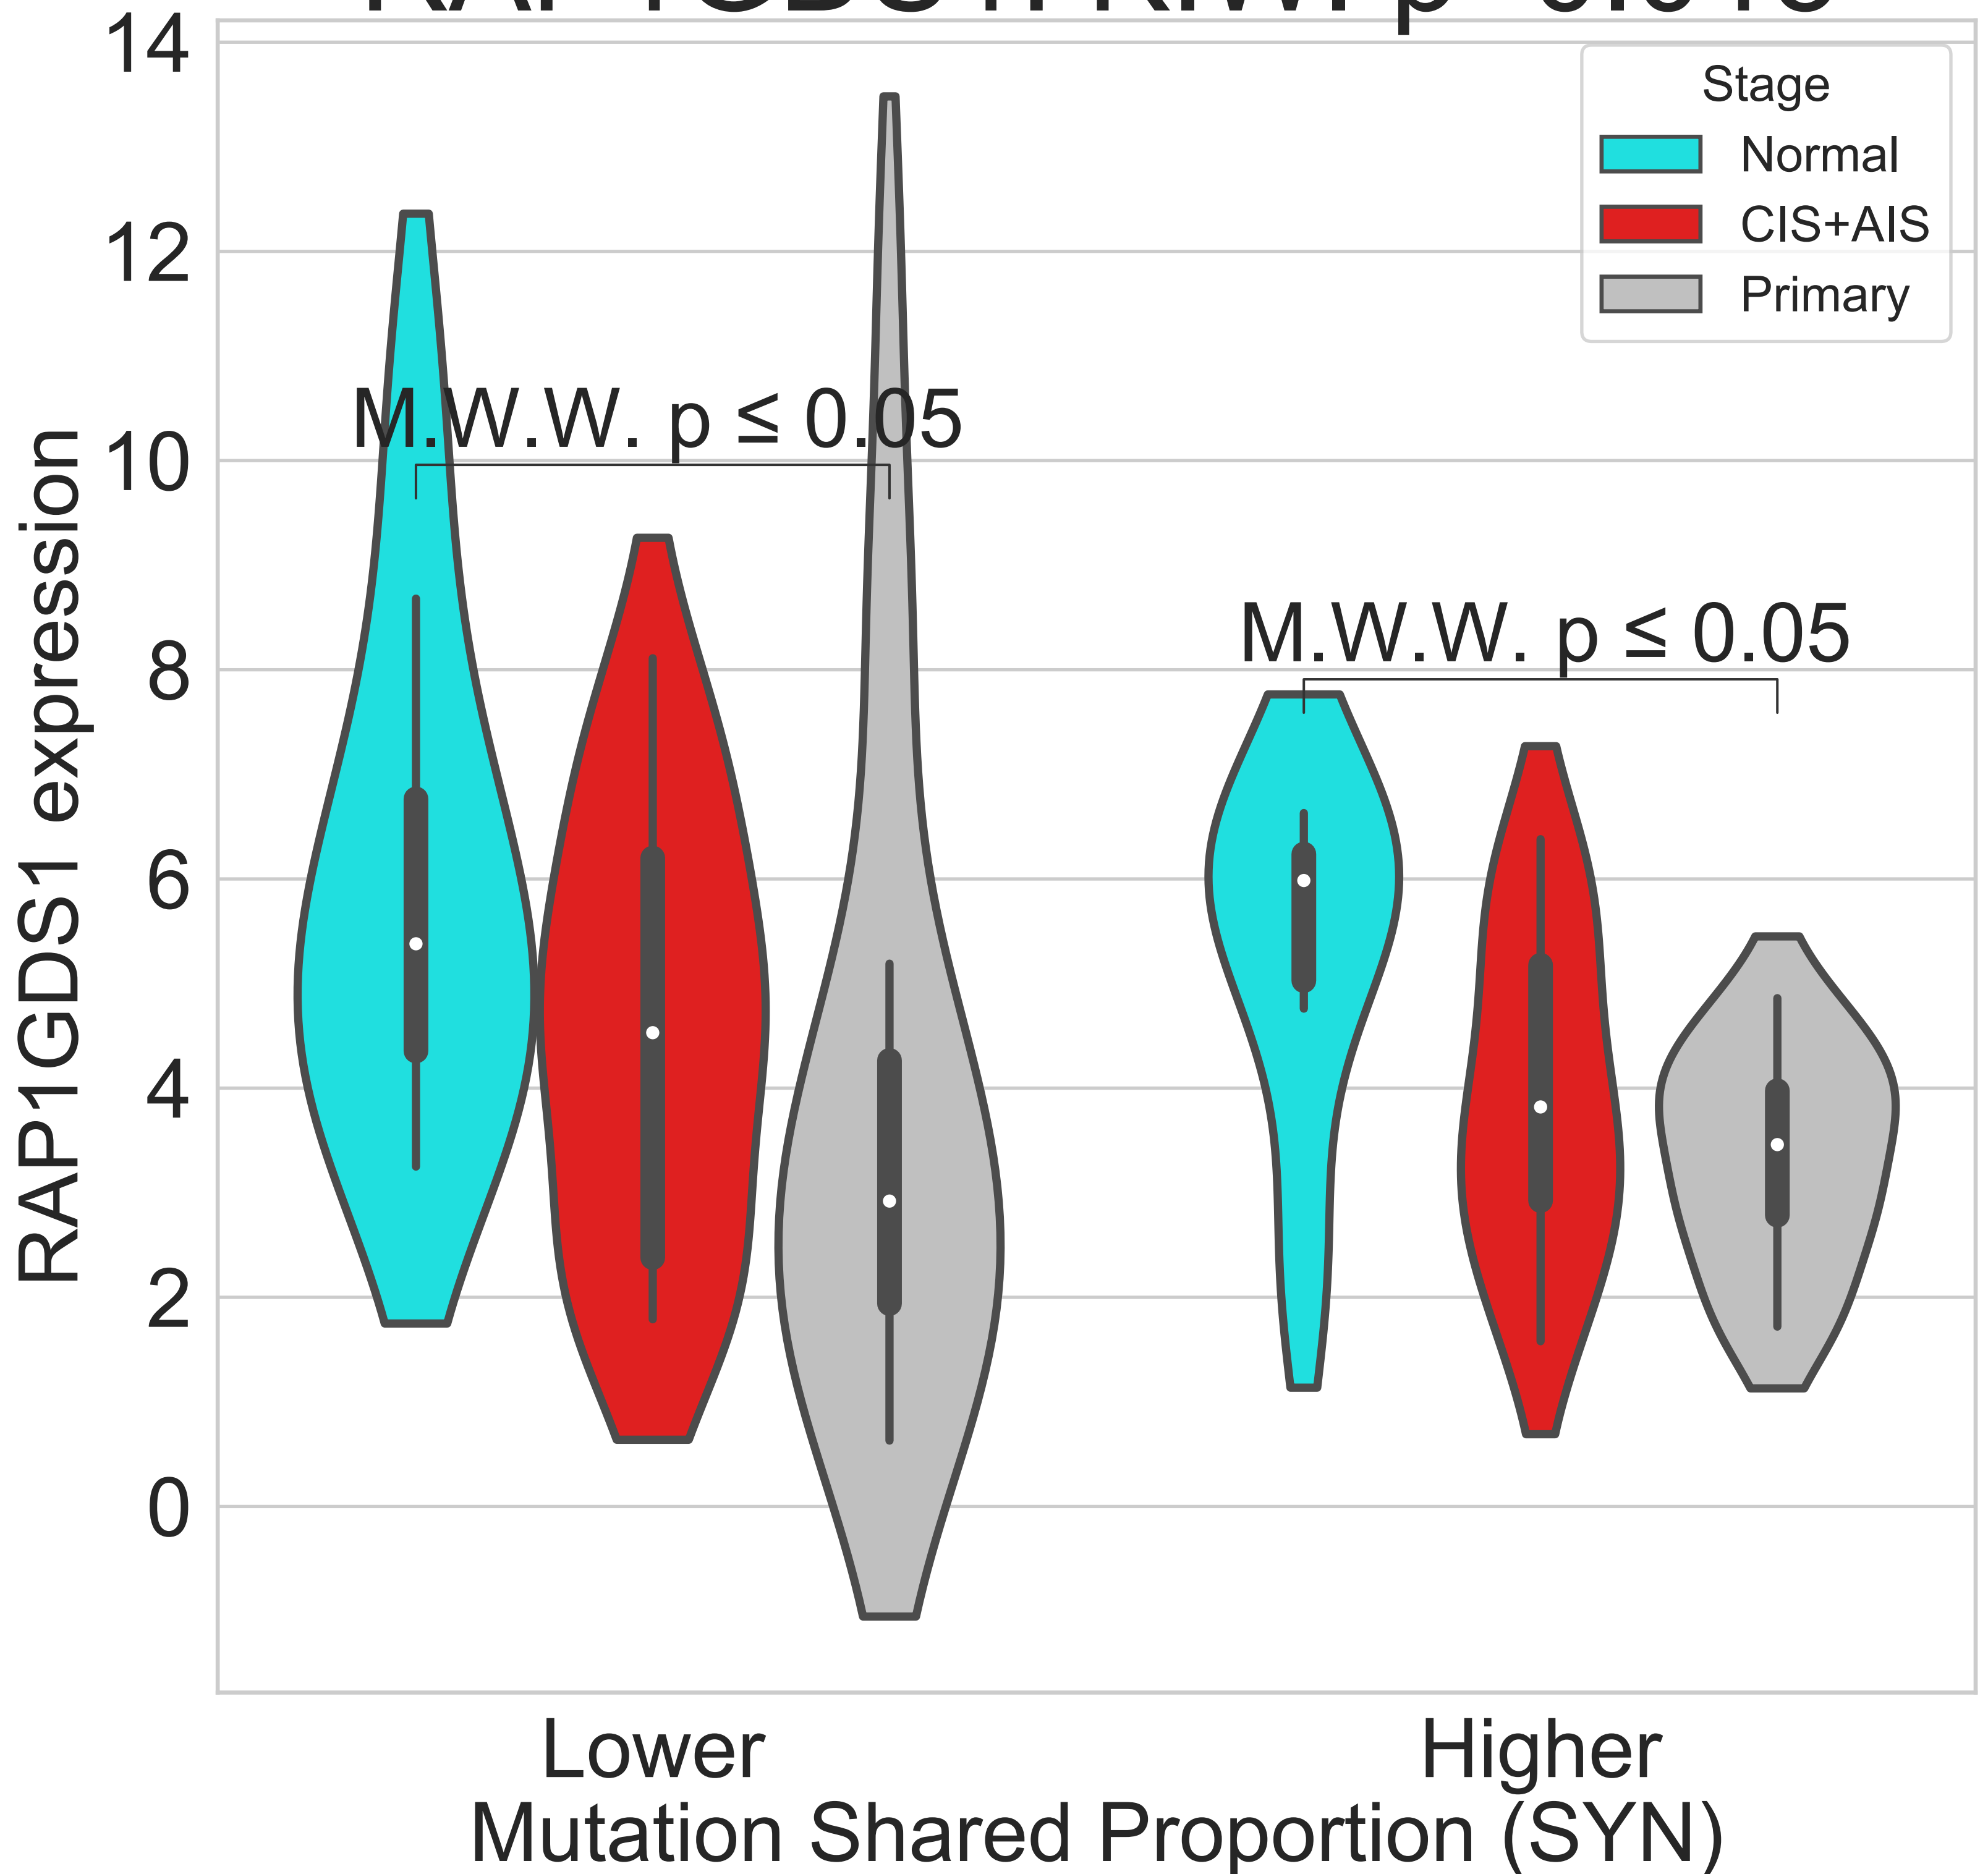 14
12
10
8
6
4
2
0
RAP1GDS1 expression
Stage
Normal
CIS+AIS
Primary
M.W.W. p ≤ 0.05
M.W.W. p ≤ 0.05
Lower
Higher
Mutation Shared Proportion (SYN)